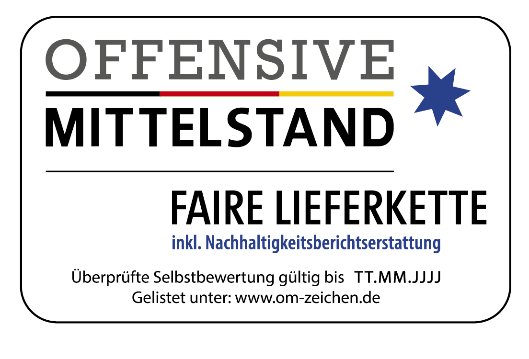 OFFENSIVE
MITTELSTAND
FAIRE LIEFERKETTE
inkl. Nachhaltigkeitsberichtserstattung
Überprüfte Selbstbewertung gültig bis TT.MM.JJJJ
Gelistet unter: www.om-zeichen.de